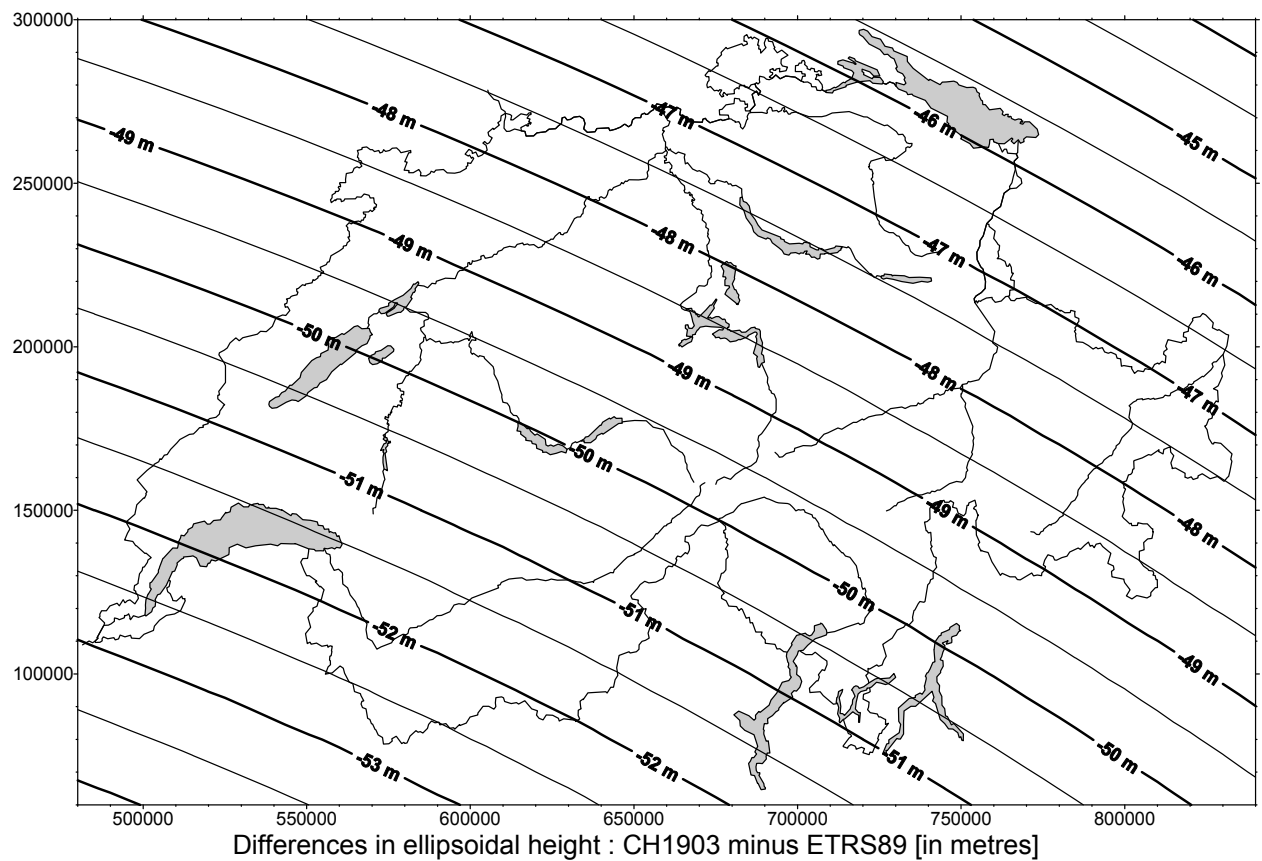 300000
-45 m
-46 m
-47 m
-48 m
-49 m
250000
-48 m
-49 m
-47 m
-46 m
-50 m
200000
-49 m
-48 m
-47 m
-50 m
-51 m
150000
-49 m
-48 m
-50 m
-51 m
-52 m
-49 m
100000
-50 m
-53 m
-52 m
-51 m
500000 550000 600000 650000 700000 750000 800000
Differences in ellipsoidal height : CH1903 minus ETRS89 [in metres]